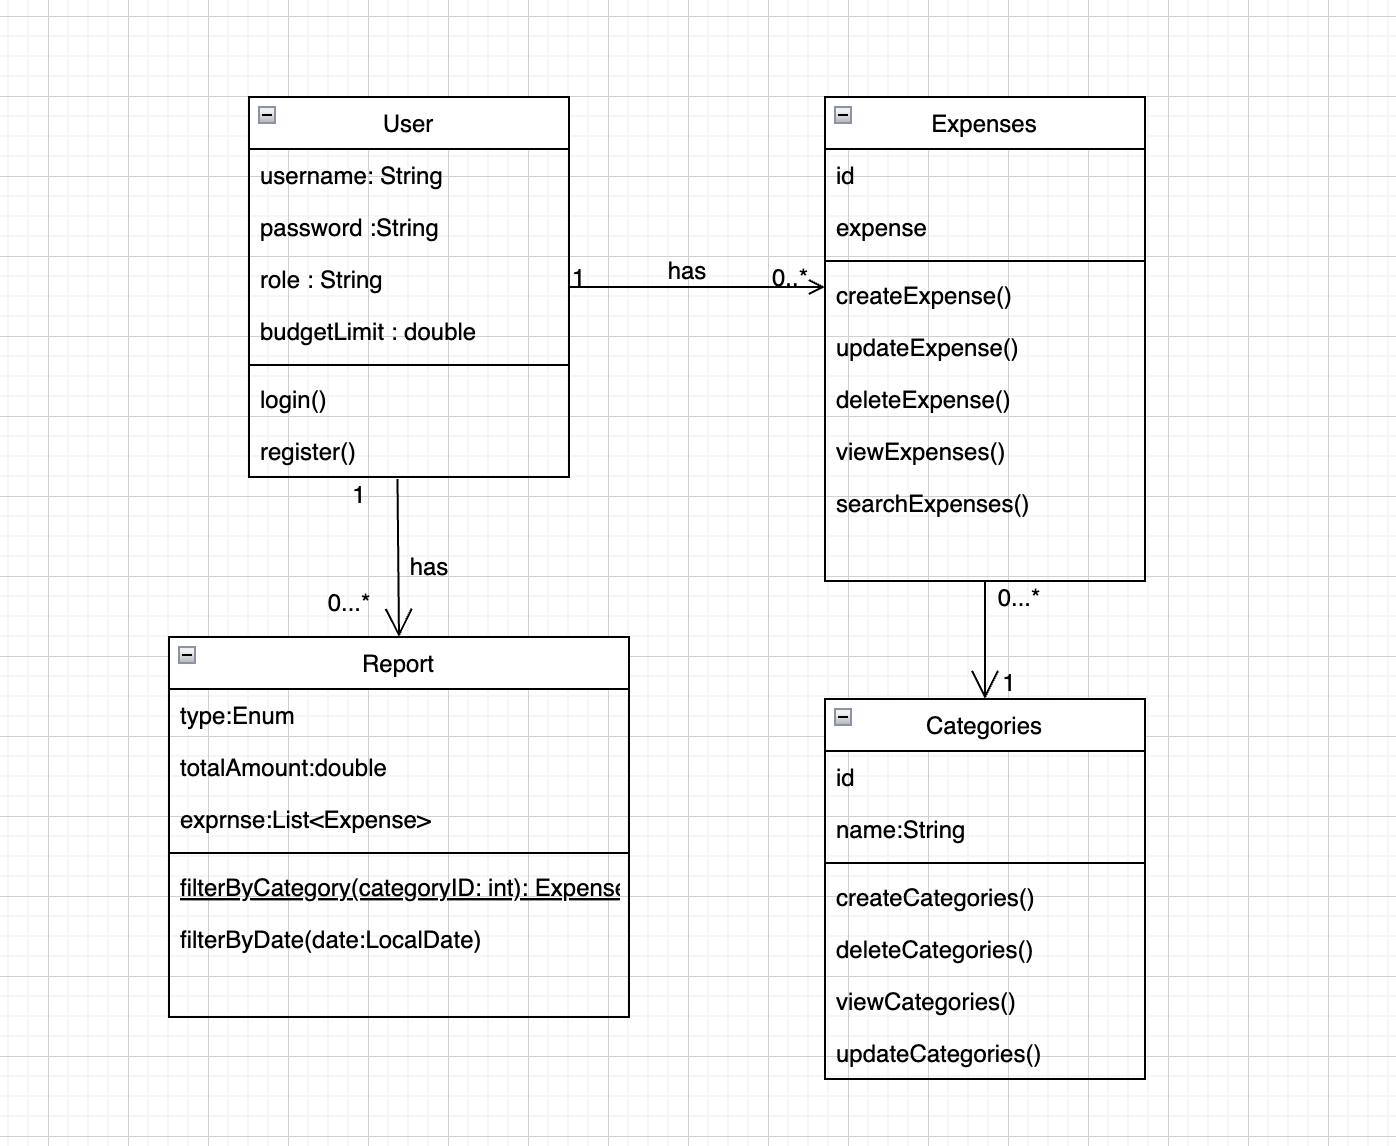 User
username: String
password :String
role : String
budgetLimit : double
login()
register()
1
has
0..*
Expenses
id
expense
createExpense()
updateExpense()
deleteExpense()
viewExpenses()
searchExpenses()
1
has
0...*
Report
type:Enum
totalAmount:double
exprnse:List<Expense>
filterByCategory(categoryID: int): Expense
filterByDate(date:LocalDate)
0...*
1
Categories
id
name:String
createCategories()
deleteCategories()
viewCategories()
updateCategories()